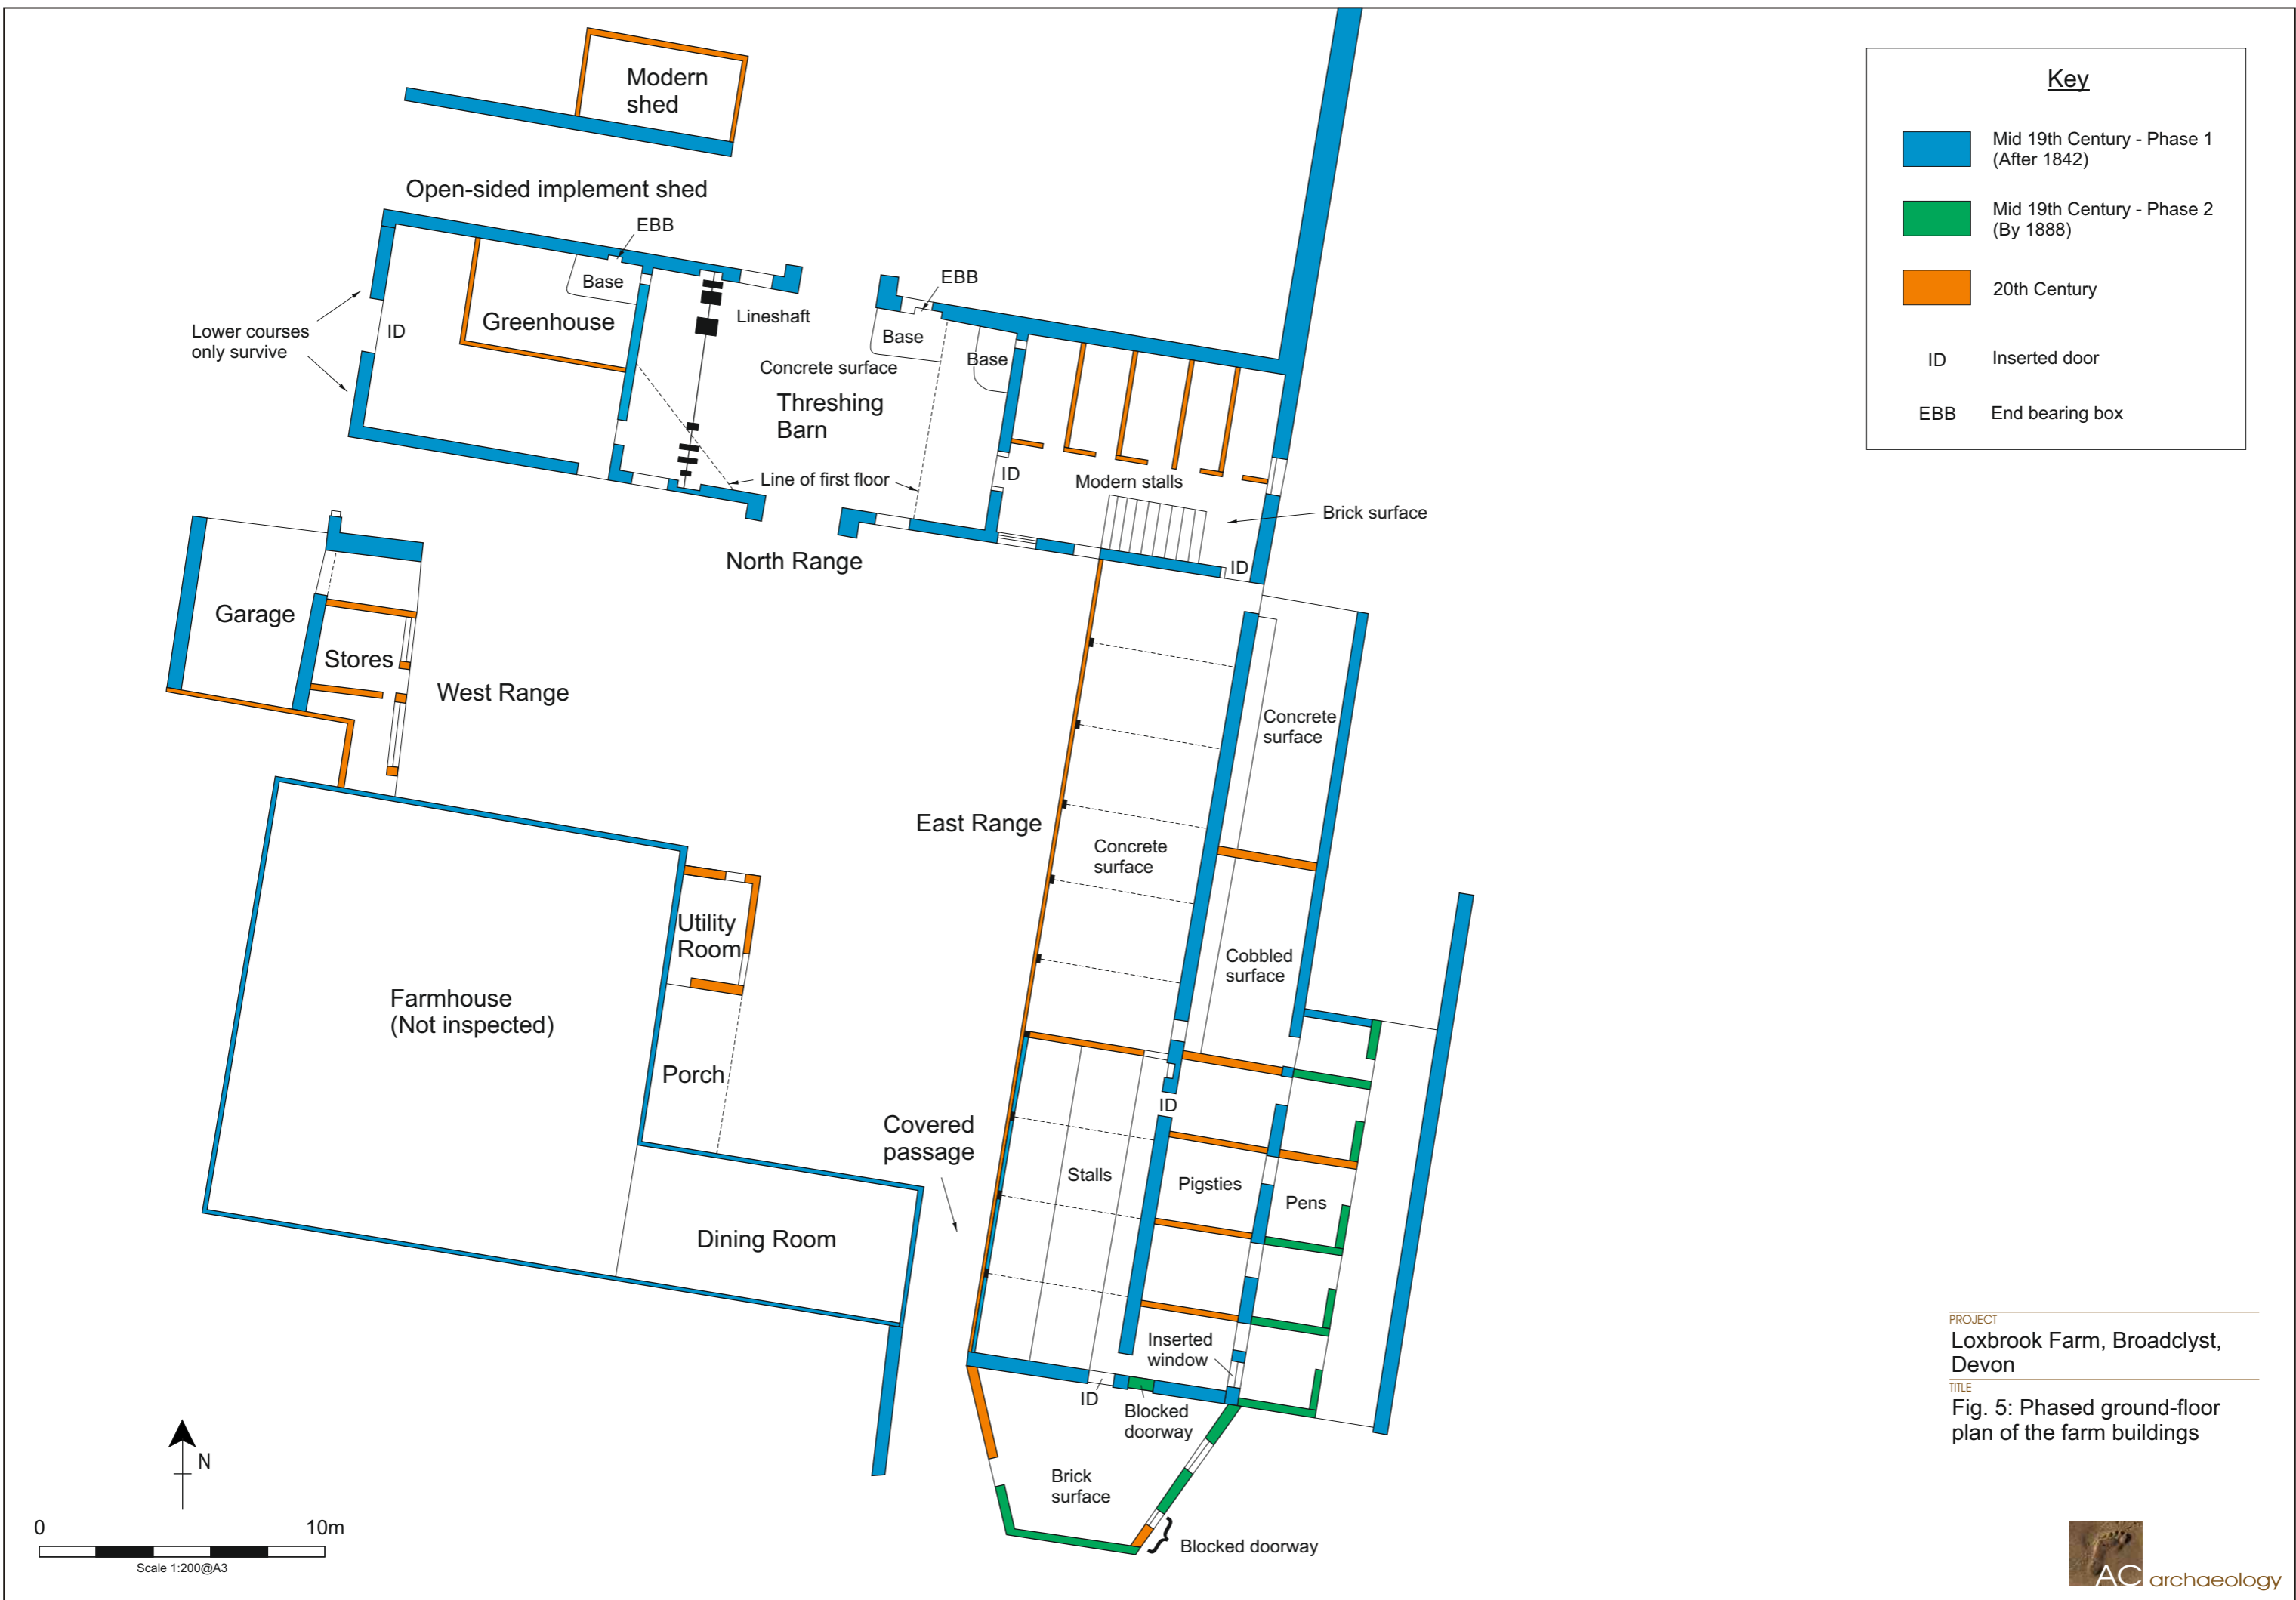 Modern
shed
Open-sided implement shed
EBB
Base
Greenhouse
Lineshaft
EBB
Base
Base
Lower courses
only survive
ID
Concrete surface
Threshing
Barn
ID
Line of first floor
Modern stalls
Brick surface
ID
North Range
Garage
Stores
West Range
Concrete
surface
East Range
Concrete
surface
Utility
Room
Cobbled
surface
Farmhouse
(Not inspected)
Porch
Covered
passage
ID
Stalls
Pigsties
Pens
Dining Room
Inserted
window
ID
Blocked
doorway
Brick
surface
Blocked doorway
N
0 10m
Scale 1:200@A3
Key
Mid 19th Century - Phase 1
(After 1842)
Mid 19th Century - Phase 2
(By 1888)
20th Century
ID Inserted door
EBB End bearing box
PROJECT
Loxbrook Farm, Broadclyst,
Devon
TITLE
Fig. 5: Phased ground-floor
plan of the farm buildings
AC archaeology